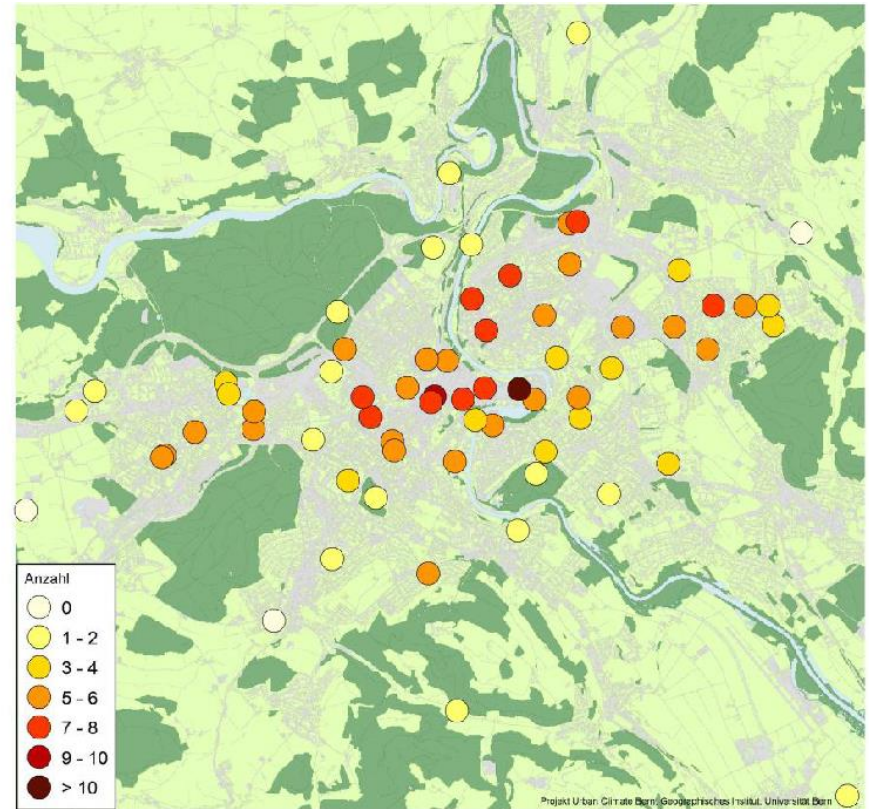 Anzahl
0
1 - 2
3 - 4
5 - 6
7 - 8
9 - 10
> 10
Projekt Urban Climate Bern, Geographisches Institut, Universität Bern